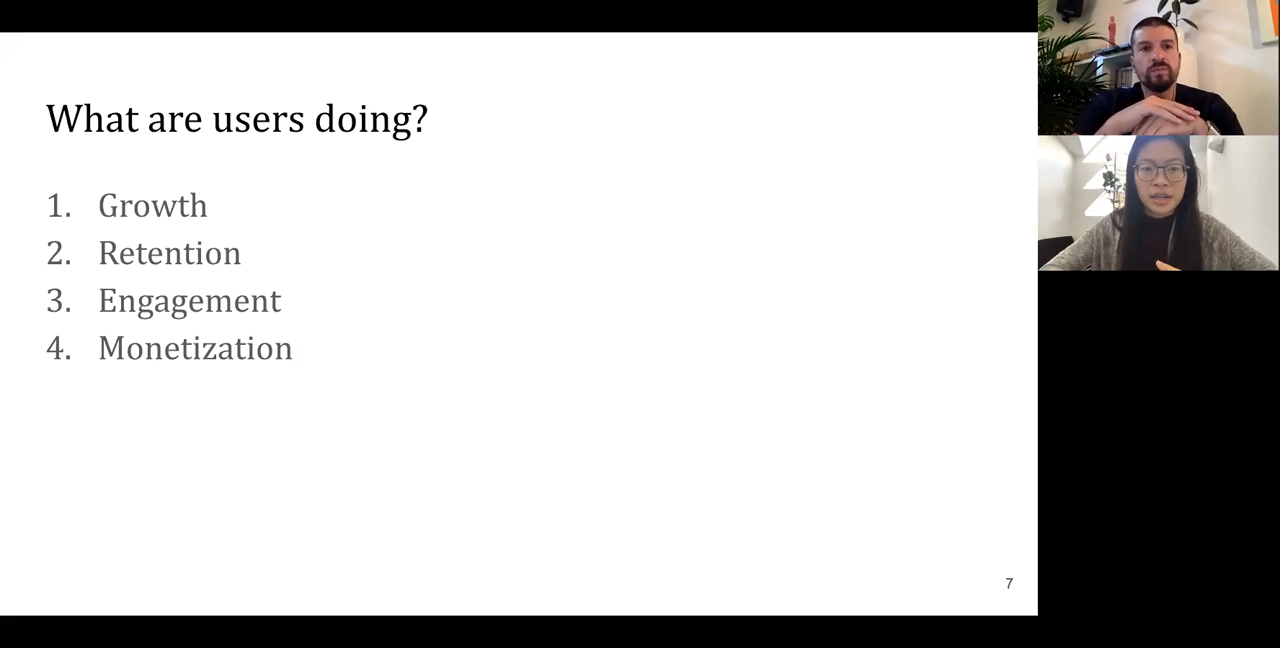 What are users doing?
1. Growth
2. Retention
3. Engagement
4. Monetization
7